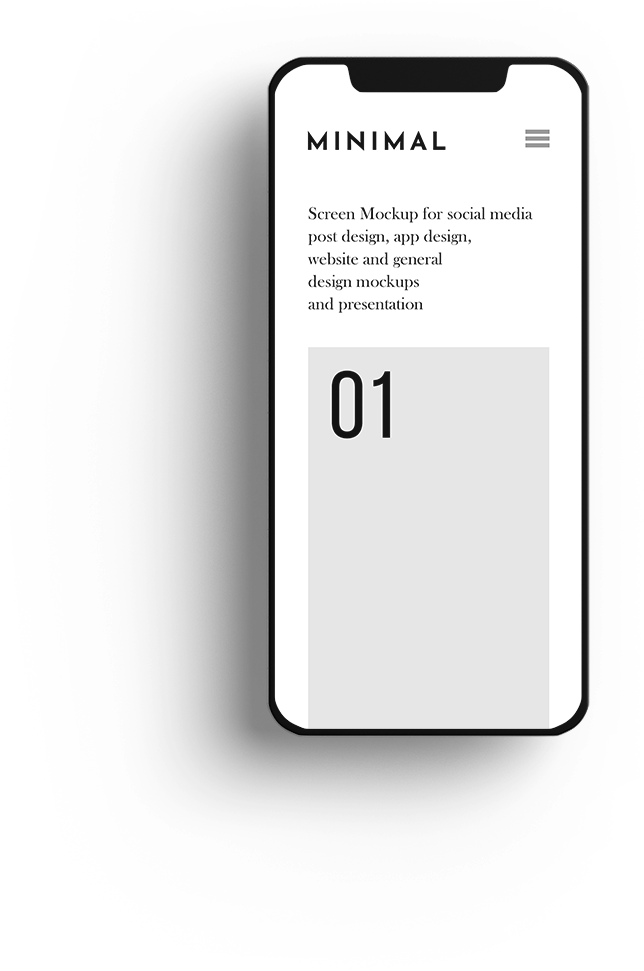 MINIMAL
Screen Mockup for social media
post design, app design,
website and general
design mockups
and presentation
01